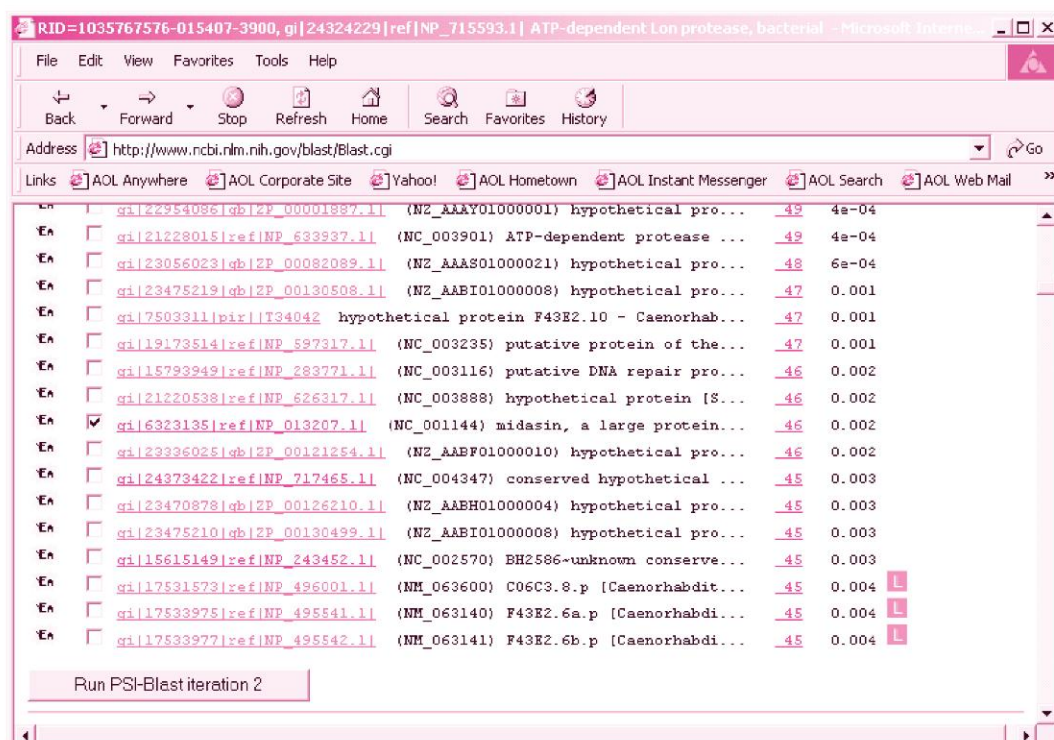 RID=1035767576-015407-3900, gi|24324229|ref|NP_715593.1| ATP-dependent Lon protease, bacterial - Microsoft Interne...
File Edit View Favorites Tools Help
Back Forward Stop Refresh Home Search Favorites History
Address http://www.ncbi.nlm.nih.gov/blast/Blast.cgi Go
Links AOL Anywhere AOL Corporate Site Yahoo! AOL Hometown AOL Instant Messenger AOL Search AOL Web Mail »
gi|22954086|gb|ZP_00001887.1| (NZ_AAAY01000001) hypothetical pro... 49 4e-04
gi|21228015|ref|NP_633937.1| (NC_003901) ATP-dependent protease ... 49 4e-04
gi|23056023|gb|ZP_00082089.1| (NZ_AAAS01000021) hypothetical pro... 48 6e-04
gi|23475219|gb|ZP_00130508.1| (NZ_AABI01000008) hypothetical pro... 47 0.001
gi|7503311|pir||T34042 hypothetical protein F43E2.10 - Caenorhab... 47 0.001
gi|19173514|ref|NP_597317.1| (NC_003235) putative protein of the... 47 0.001
gi|15793949|ref|NP_283771.1| (NC_003116) putative DNA repair pro... 46 0.002
gi|21220538|ref|NP_626317.1| (NC_003888) hypothetical protein [S... 46 0.002
gi|6323135|ref|NP_013207.1| (NC_001144) midasin, a large protein... 46 0.002
gi|23336025|gb|ZP_00121254.1| (NZ_AABF01000010) hypothetical pro... 46 0.002
gi|24373422|ref|NP_717465.1| (NC_004347) conserved hypothetical ... 45 0.003
gi|23470878|gb|ZP_00126210.1| (NZ_AABH01000004) hypothetical pro... 45 0.003
gi|23475210|gb|ZP_00130499.1| (NZ_AABI01000008) hypothetical pro... 45 0.003
gi|15615149|ref|NP_243452.1| (NC_002570) BH2586~unknown conserve... 45 0.003
gi|17531573|ref|NP_496001.1| (NM_063600) C06C3.8.p [Caenorhabdit... 45 0.004 L
gi|17533975|ref|NP_495541.1| (NM_063140) F43E2.6a.p [Caenorhabdi... 45 0.004 L
gi|17533977|ref|NP_495542.1| (NM_063141) F43E2.6b.p [Caenorhabdi... 45 0.004 L
Run PSI-Blast iteration 2